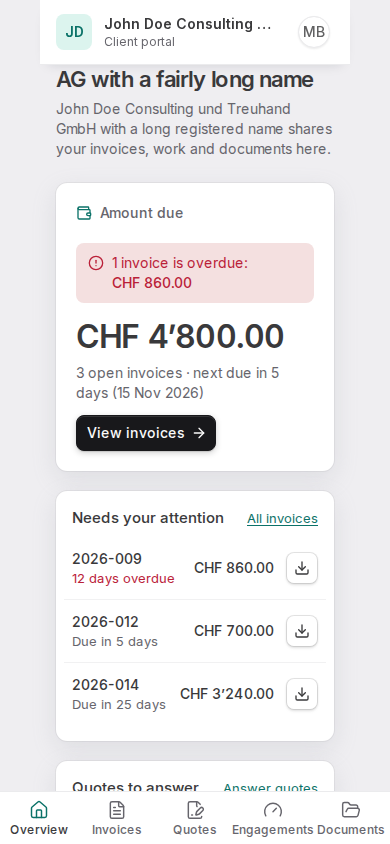 JD
John Doe Consulting ...
Client portal
MB
AG with a fairly long name
John Doe Consulting und Treuhand
GmbH with a long registered name shares
your invoices, work and documents here.
Amount due
1 invoice is overdue:
CHF 860.00
CHF 4’800.00
3 open invoices · next due in 5
days (15 Nov 2026)
View invoices →
Needs your attention
All invoices
2026-009
12 days overdue
CHF 860.00
2026-012
Due in 5 days
CHF 700.00
2026-014
Due in 25 days
CHF 3’240.00
Quotes to answer
Answer quotes
Overview
Invoices
Quotes
Engagements
Documents